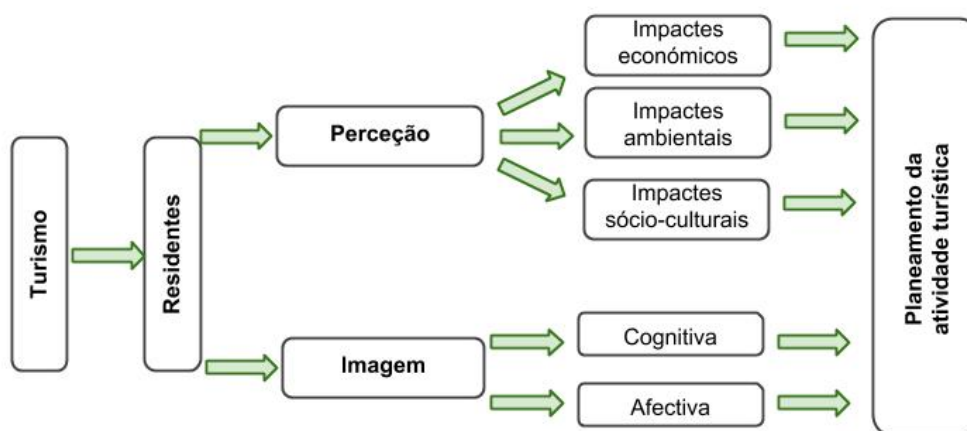 Turismo
Residentes
Perceção
Imagem
Impactes
económicos
Impactes
ambientais
Impactes
sócio-culturais
Cognitiva
Afectiva
Planeamento da
atividade turística